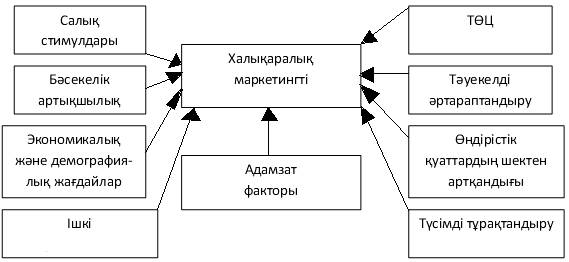 Салық
стимулдары
Бәсекелік
артықшылық
Экономикалық
және демография-
лық жағдайлар
Ішкі
Халықаралық
маркетингті
Адамзат
факторы
ТӨЦ
Тәуекелді
әртараптандыру
Өндірістік
қуаттардың шектен
артқандығы
Түсімді тұрақтандыру